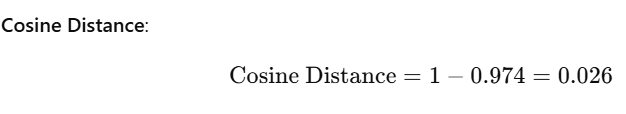 Cosine Distance:
Cosine Distance = 1 − 0.974 = 0.026